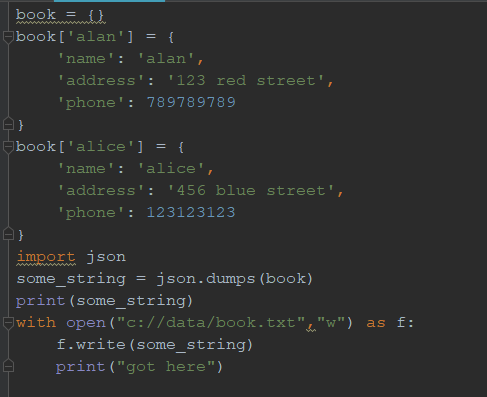 book = {}
book['alan'] = {
    'name': 'alan',
    'address': '123 red street',
    'phone': 789789789
}
book['alice'] = {
    'name': 'alice',
    'address': '456 blue street',
    'phone': 123123123
}
import json
some_string = json.dumps(book)
print(some_string)
with open("c://data/book.txt","w") as f:
    f.write(some_string)
    print("got here")